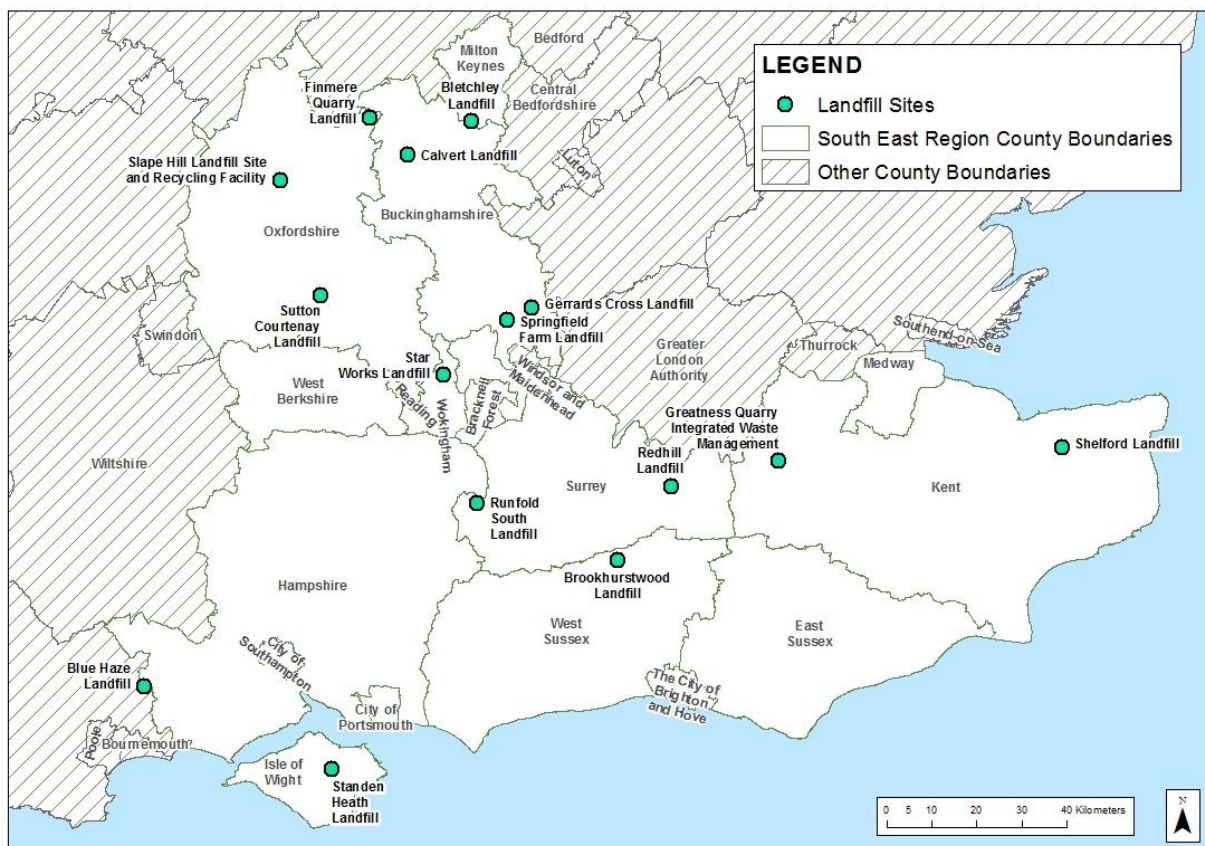 LEGEND
Landfill Sites
South East Region County Boundaries
Other County Boundaries
Bedford
Milton
Keynes
Central
Bedfordshire
Finmere
Quarry
Landfill
Bletchley
Landfill
Calvert Landfill
Luton
Slape Hill Landfill Site
and Recycling Facility
Buckinghamshire
Oxfordshire
Sutton
Courtenay
Landfill
Gerrards Cross Landfill
Springfield
Farm Landfill
Swindon
Star
Works Landfill
West
Berkshire
Reading
Wokingham
Bracknell
Forest
Windsor and
Maidenhead
Greater
London
Authority
Thurrock
Southend-on-Sea
Medway
Greatness Quarry
Integrated Waste
Management
Shelford Landfill
Wiltshire
Redhill
Landfill
Surrey
Kent
Runfold
South
Landfill
Hampshire
Brookhurstwood
Landfill
West
Sussex
East
Sussex
City of
Southampton
Blue Haze
Landfill
The City of
Brighton
and Hove
City of
Portsmouth
Poole
Bournemouth
Isle of
Wight
Standen
Heath
Landfill
0 5 10 20 30 40 Kilometers
N